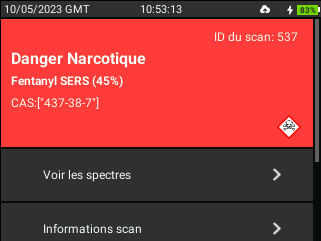 10/05/2023 GMT 10:53:13 83%
ID du scan: 537
Danger Narcotique
Fentanyl SERS (45%)
CAS:["437-38-7"]
Voir les spectres
Informations scan